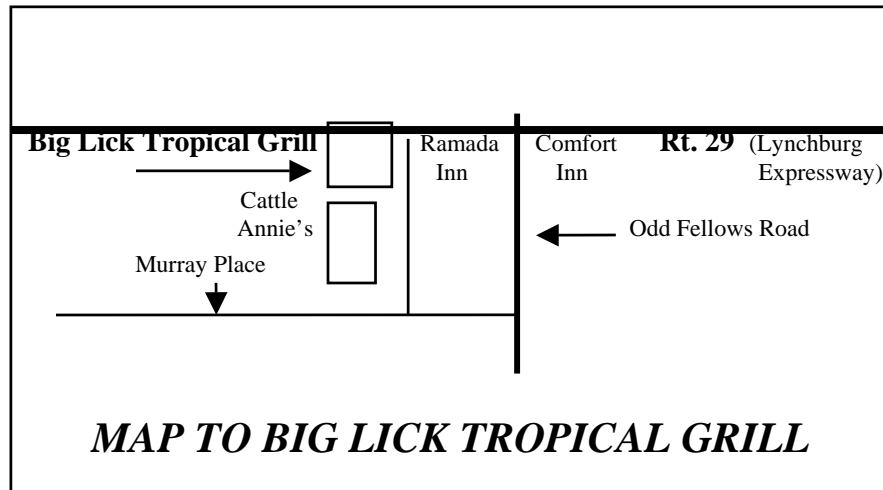 Big Lick Tropical Grill
Ramada
Inn
Comfort
Inn
Rt. 29 (Lynchburg
Expressway)
Cattle
Annie's
Odd Fellows Road
Murray Place
MAP TO BIG LICK TROPICAL GRILL